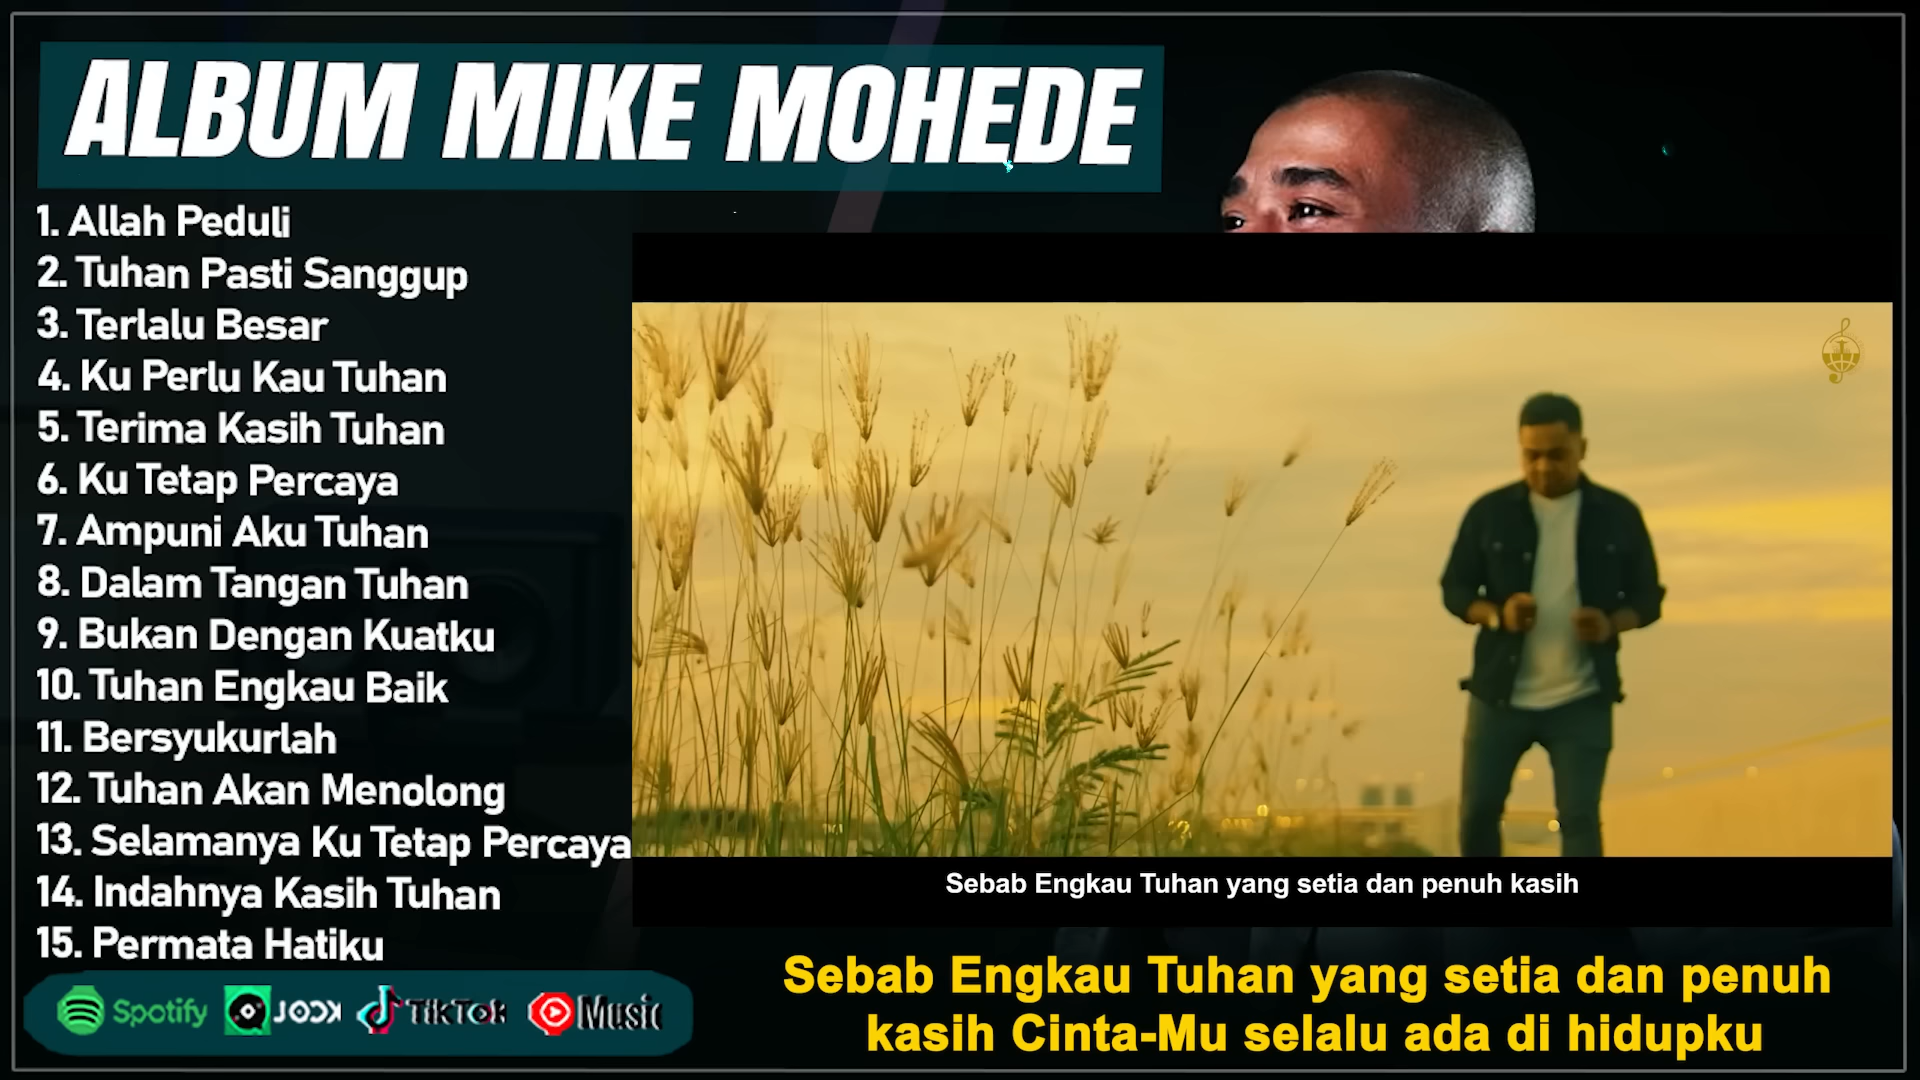 ALBUM MIKE MOHEDE
1. Allah Peduli
2. Tuhan Pasti Sanggup
3. Terlalu Besar
4. Ku Perlu Kau Tuhan
5. Terima Kasih Tuhan
6. Ku Tetap Percaya
7. Ampuni Aku Tuhan
8. Dalam Tangan Tuhan
9. Bukan Dengan Kuatku
10. Tuhan Engkau Baik
11. Bersyukurlah
12. Tuhan Akan Menolong
13. Selamanya Ku Tetap Percaya
14. Indahnya Kasih Tuhan
15. Permata Hatiku
Spotify JOOX TikTok Music
Sebab Engkau Tuhan yang setia dan penuh kasih
Sebab Engkau Tuhan yang setia dan penuh
kasih Cinta-Mu selalu ada di hidupku